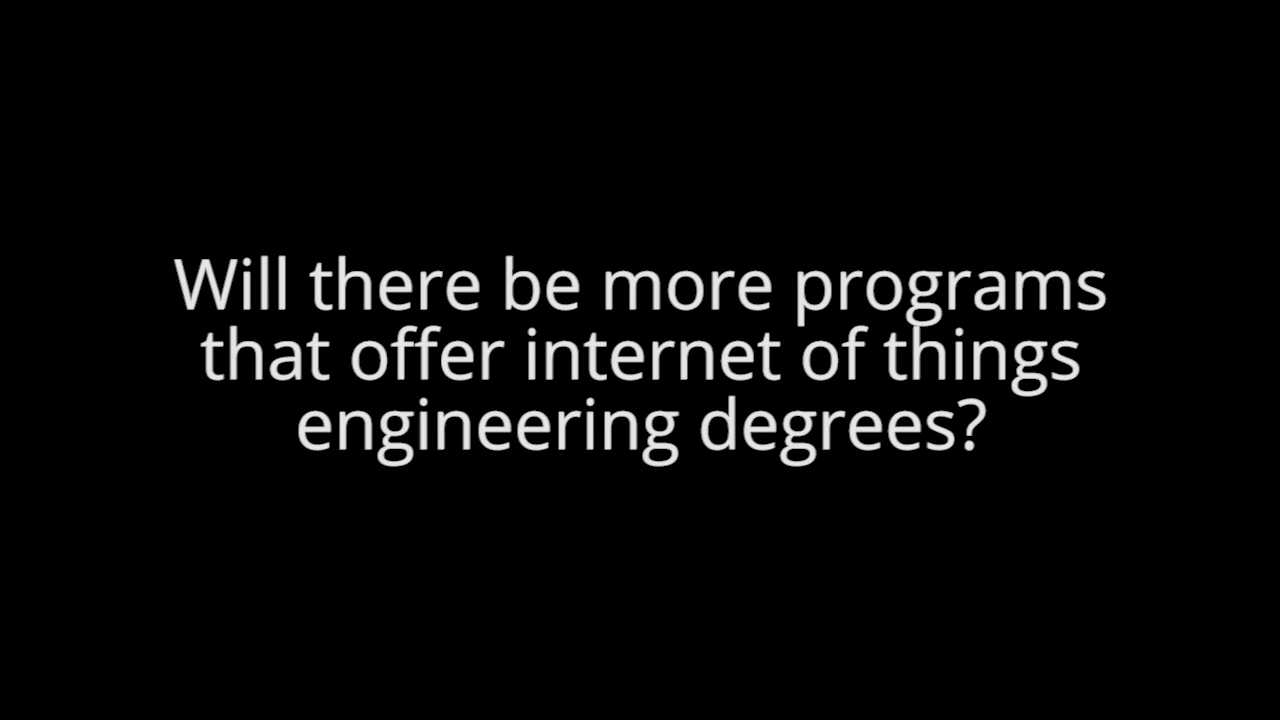 Will there be more programs
that offer internet of things
engineering degrees?